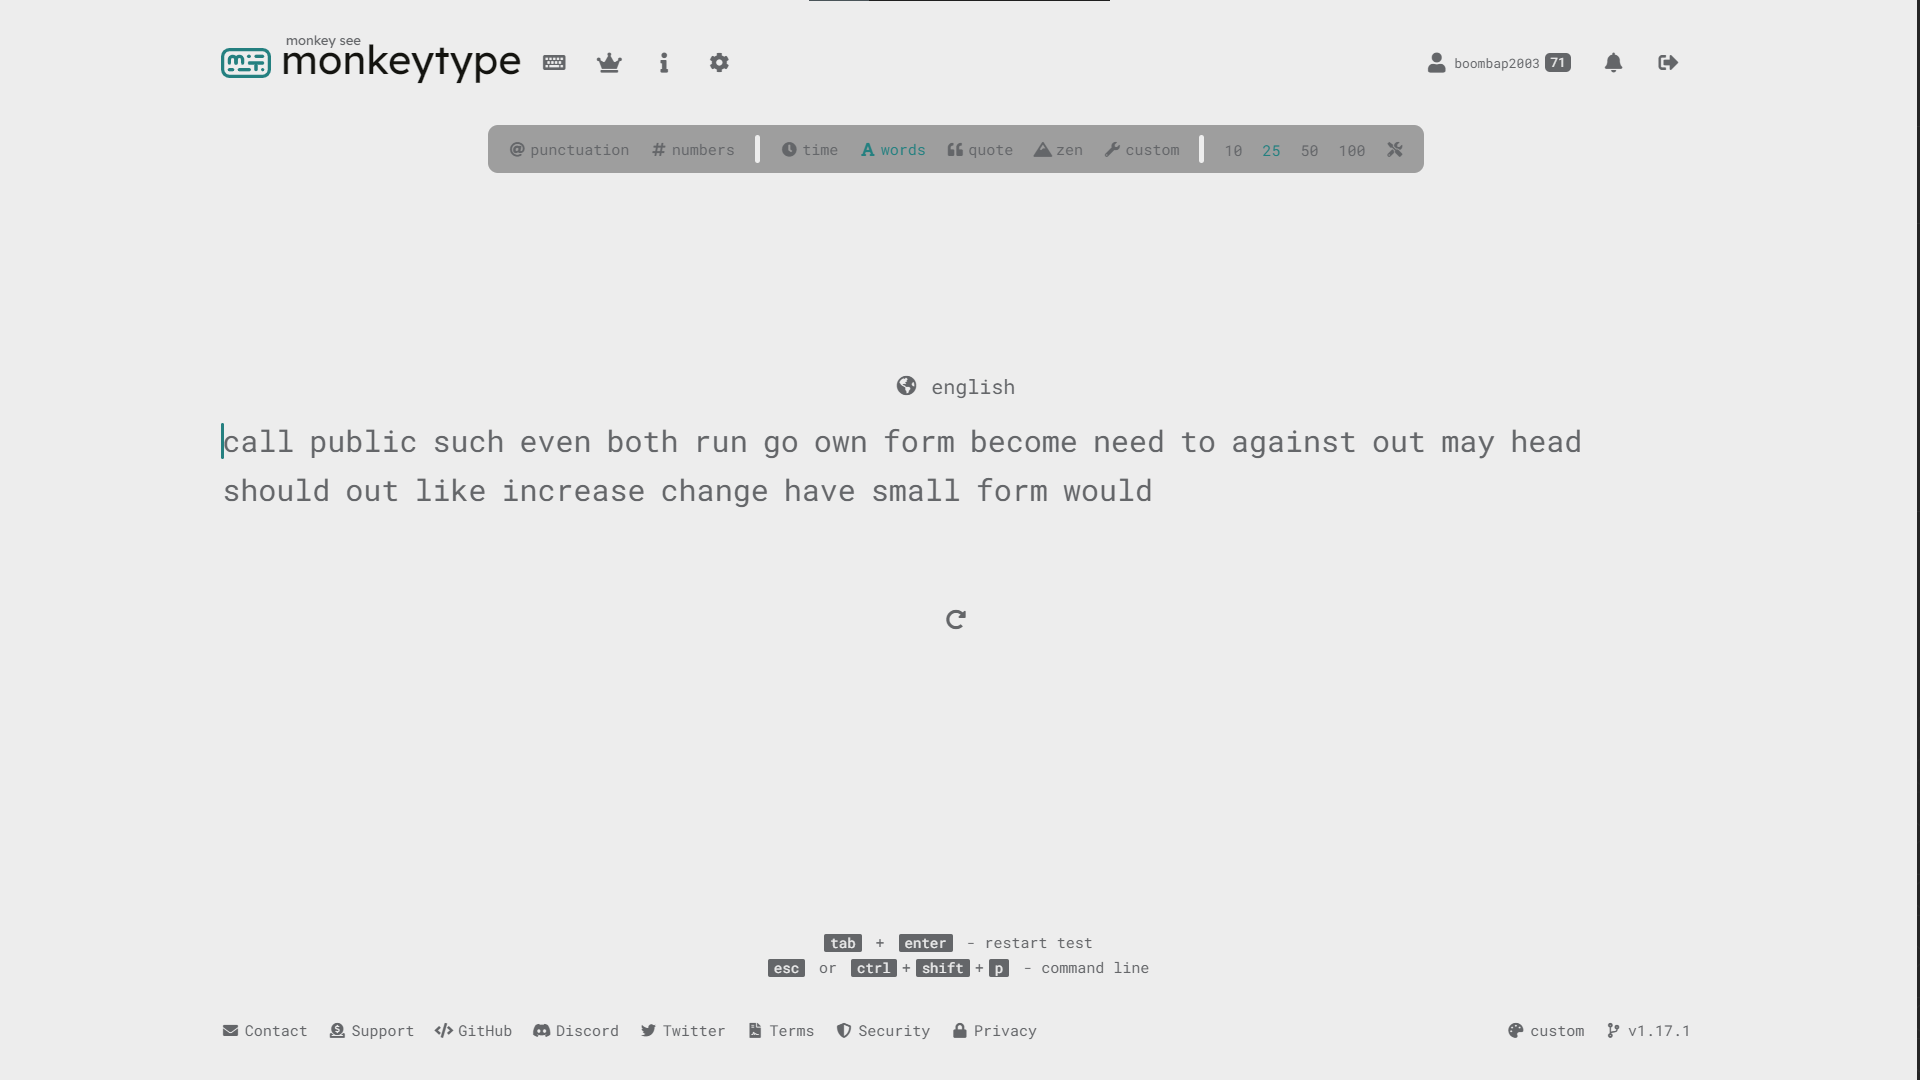 monkey see
monkeytype
boombap2003 71
@ punctuation # numbers time A words quote zen custom 10 25 50 100
english
call public such even both run go own form become need to against out may head
should out like increase change have small form would
tab + enter - restart test
esc or ctrl + shift + p - command line
Contact Support GitHub Discord Twitter Terms Security Privacy custom v1.17.1